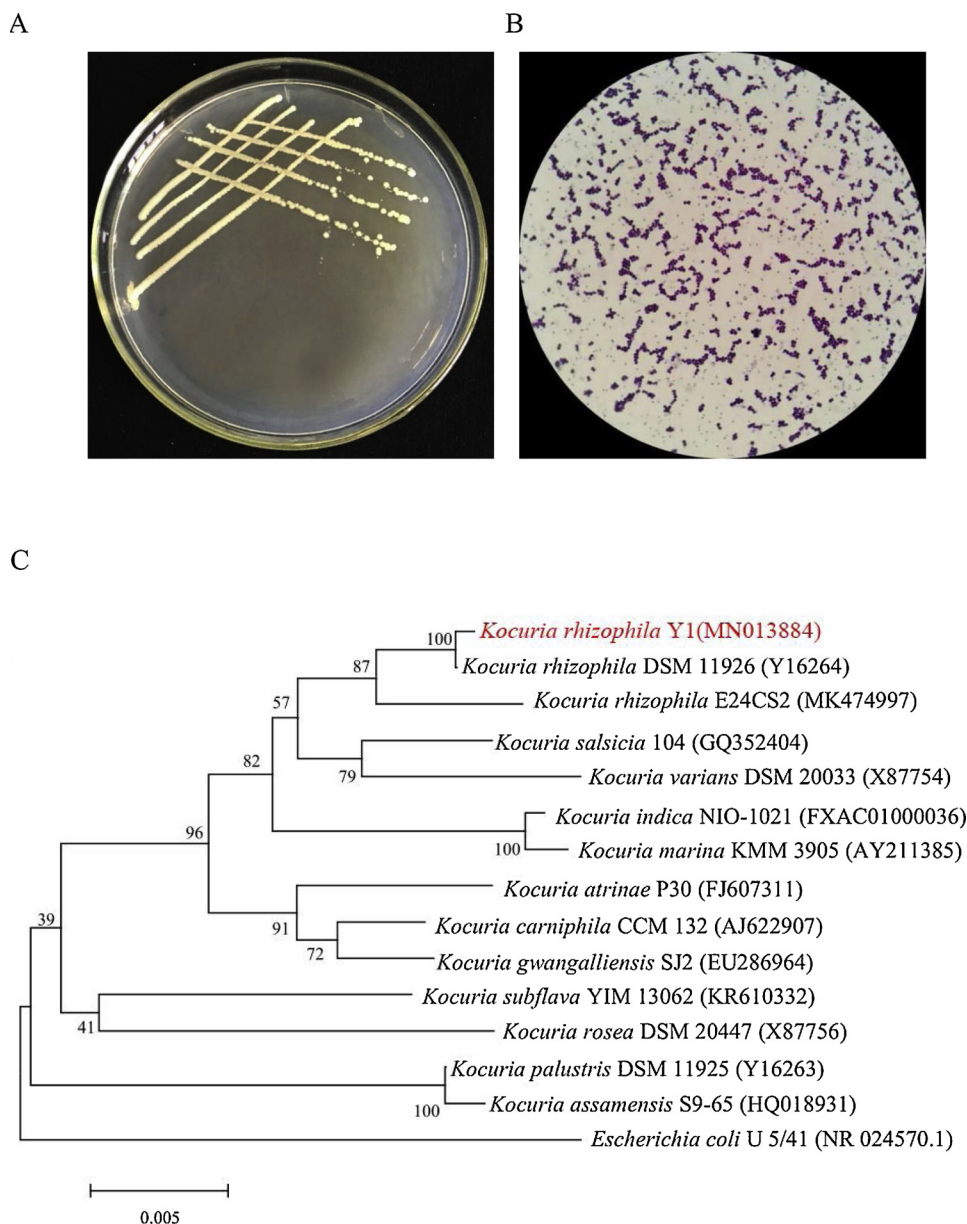 A
B
C
Kocuria rhizophila Y1(MN013884)
100
Kocuria rhizophila DSM 11926 (Y16264)
87
Kocuria rhizophila E24CS2 (MK474997)
57
Kocuria salsicia 104 (GQ352404)
82
79
Kocuria varians DSM 20033 (X87754)
Kocuria indica NIO-1021 (FXAC01000036)
96
100
Kocuria marina KMM 3905 (AY211385)
Kocuria atrinae P30 (FJ607311)
39
91
Kocuria carniphila CCM 132 (AJ622907)
72
Kocuria gwangalliensis SJ2 (EU286964)
Kocuria subflava YIM 13062 (KR610332)
41
Kocuria rosea DSM 20447 (X87756)
Kocuria palustris DSM 11925 (Y16263)
100
Kocuria assamensis S9-65 (HQ018931)
Escherichia coli U 5/41 (NR 024570.1)
0.005